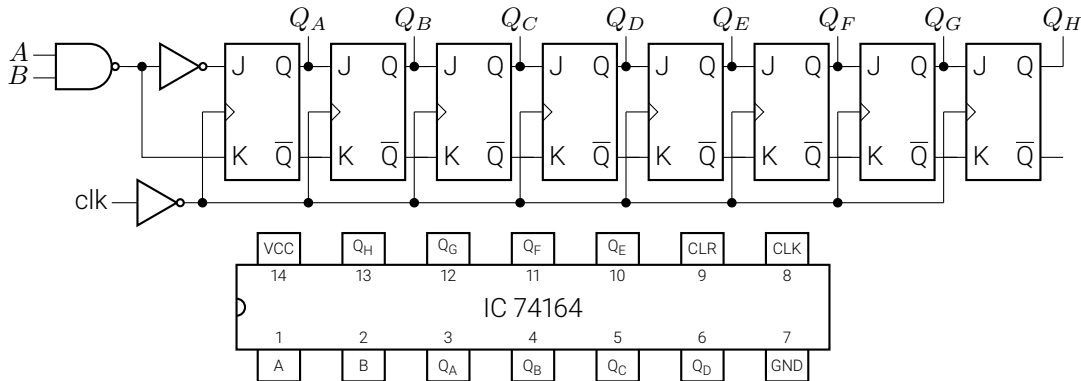 Q_A Q_B Q_C Q_D Q_E Q_F Q_G Q_H
A
B
J Q J Q J Q J Q J Q J Q J Q J Q
K Q̅ K Q̅ K Q̅ K Q̅ K Q̅ K Q̅ K Q̅ K Q̅
clk
VCC Q_H Q_G Q_F Q_E CLR CLK
14 13 12 11 10 9 8
IC 74164
1 2 3 4 5 6 7
A B Q_A Q_B Q_C Q_D GND